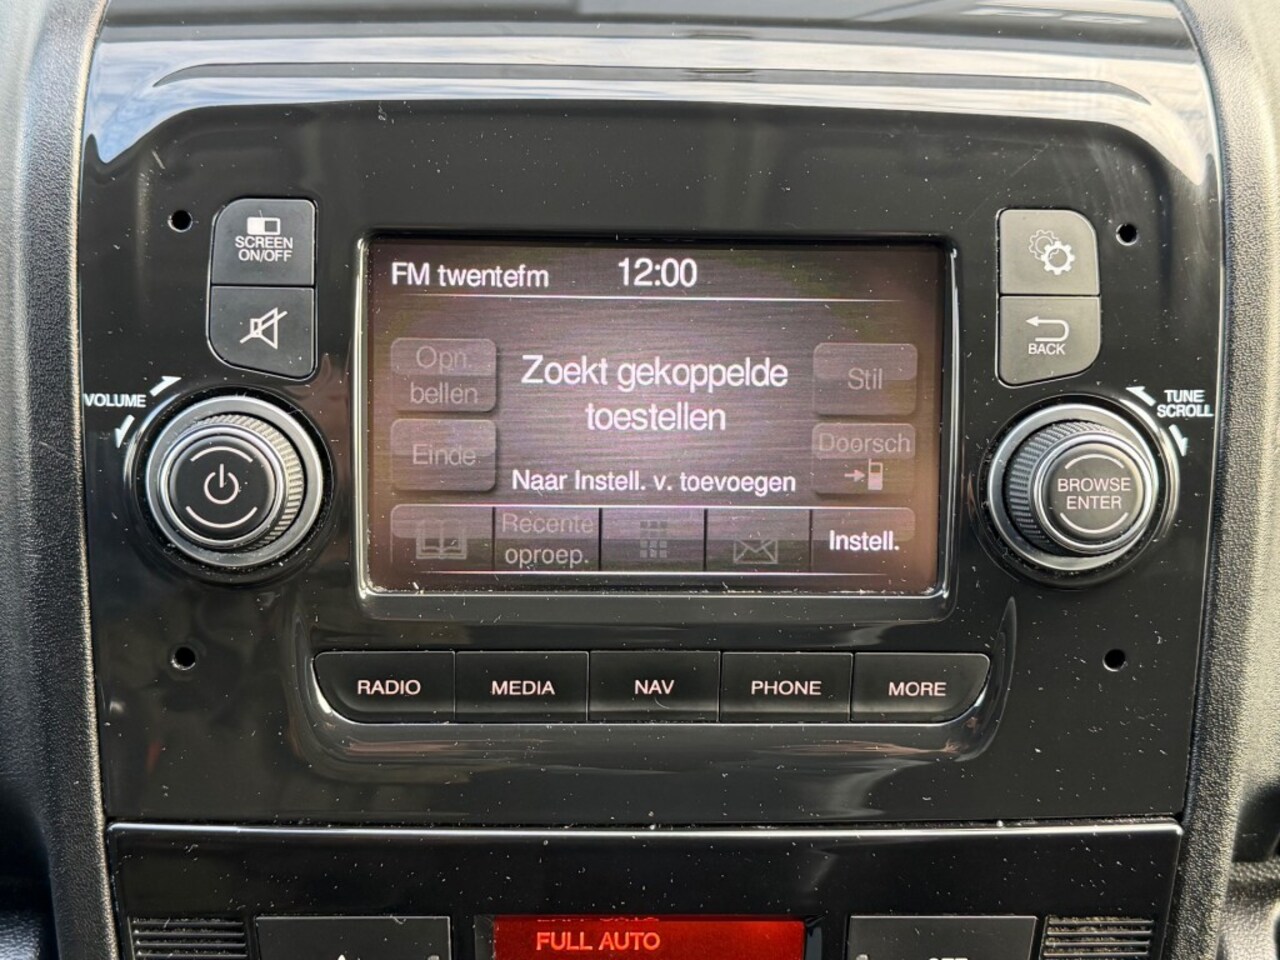 SCREEN
ON/OFF
VOLUME
FM twentefm 12:00
Opn.
bellen
Zoekt gekoppelde
toestellen
Stil
Einde
Doorsch
Naar Instell. v. toevoegen
Recente
oproep.
Instell.
BACK
TUNE
SCROLL
BROWSE
ENTER
RADIO MEDIA NAV PHONE MORE
FULL AUTO